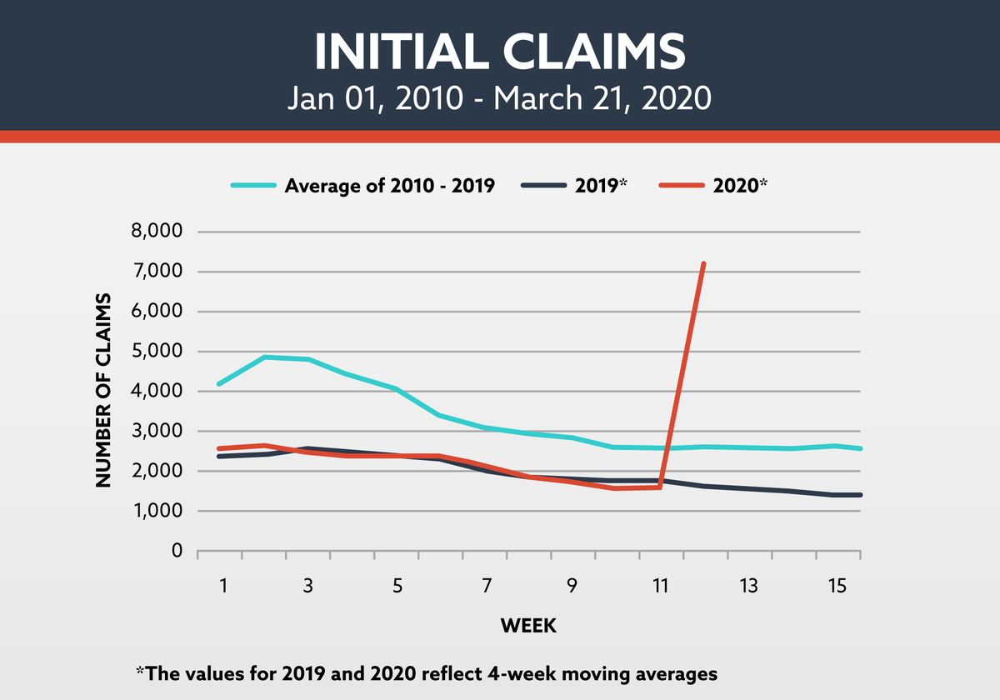 INITIAL CLAIMS
Jan 01, 2010 - March 21, 2020
Average of 2010 - 2019 2019* 2020*
8,000
7,000
6,000
5,000
4,000
3,000
2,000
1,000
0
NUMBER OF CLAIMS
1 3 5 7 9 11 13 15
WEEK
*The values for 2019 and 2020 reflect 4-week moving averages